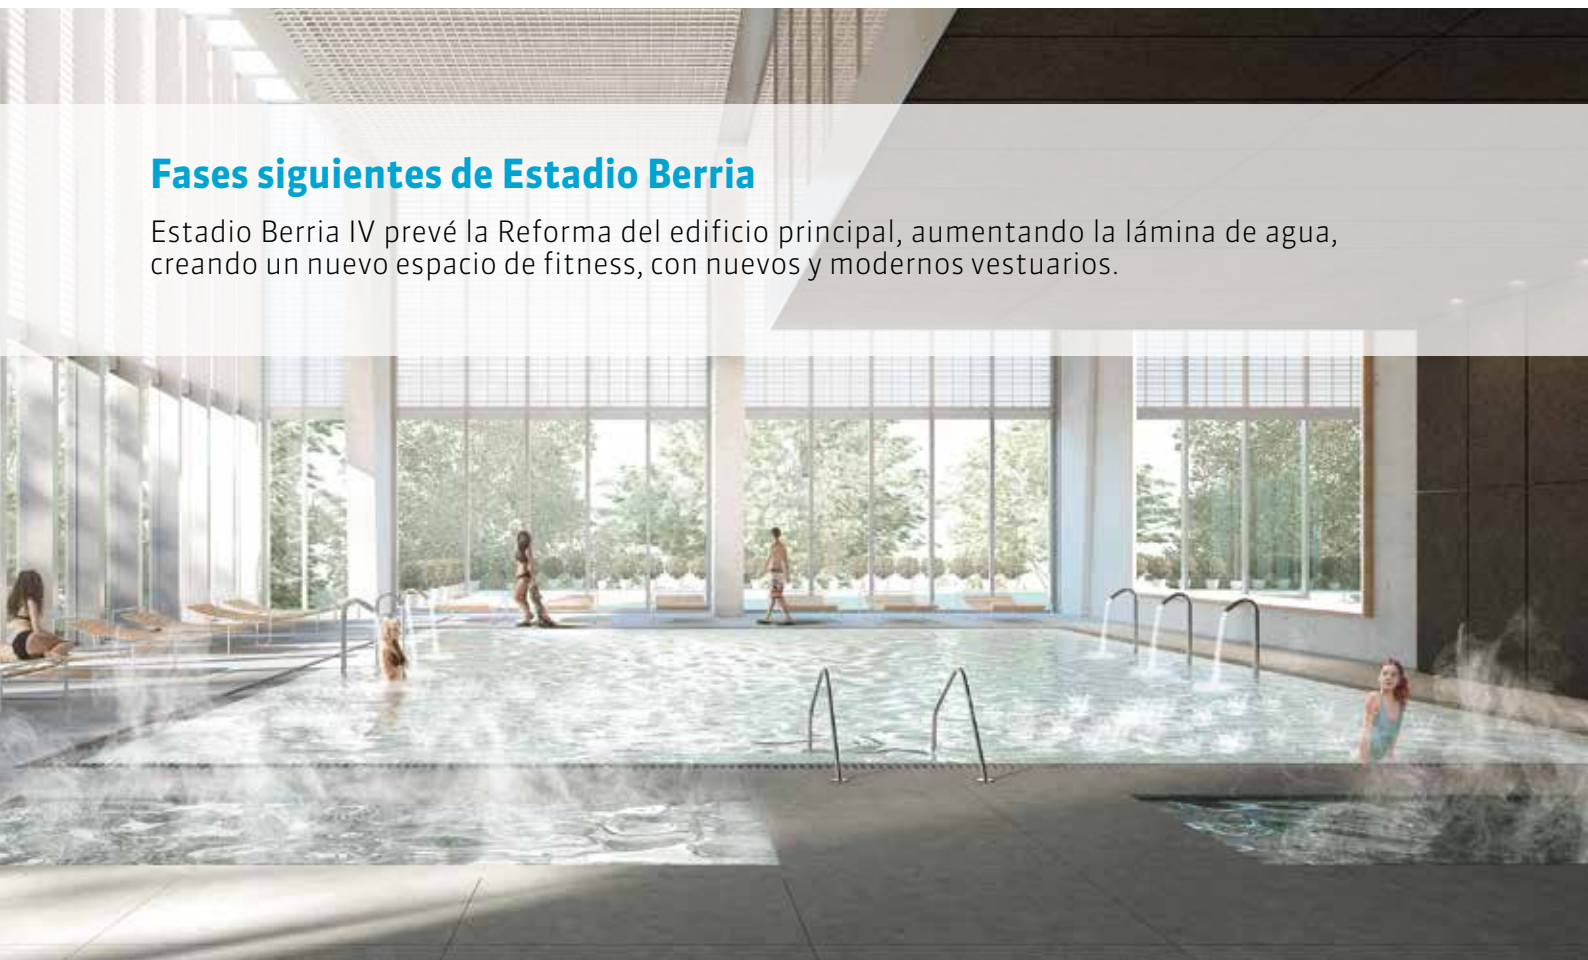 Fases siguientes de Estadio Berria
Estadio Berria IV prevé la Reforma del edificio principal, aumentando la lámina de agua,
creando un nuevo espacio de fitness, con nuevos y modernos vestuarios.